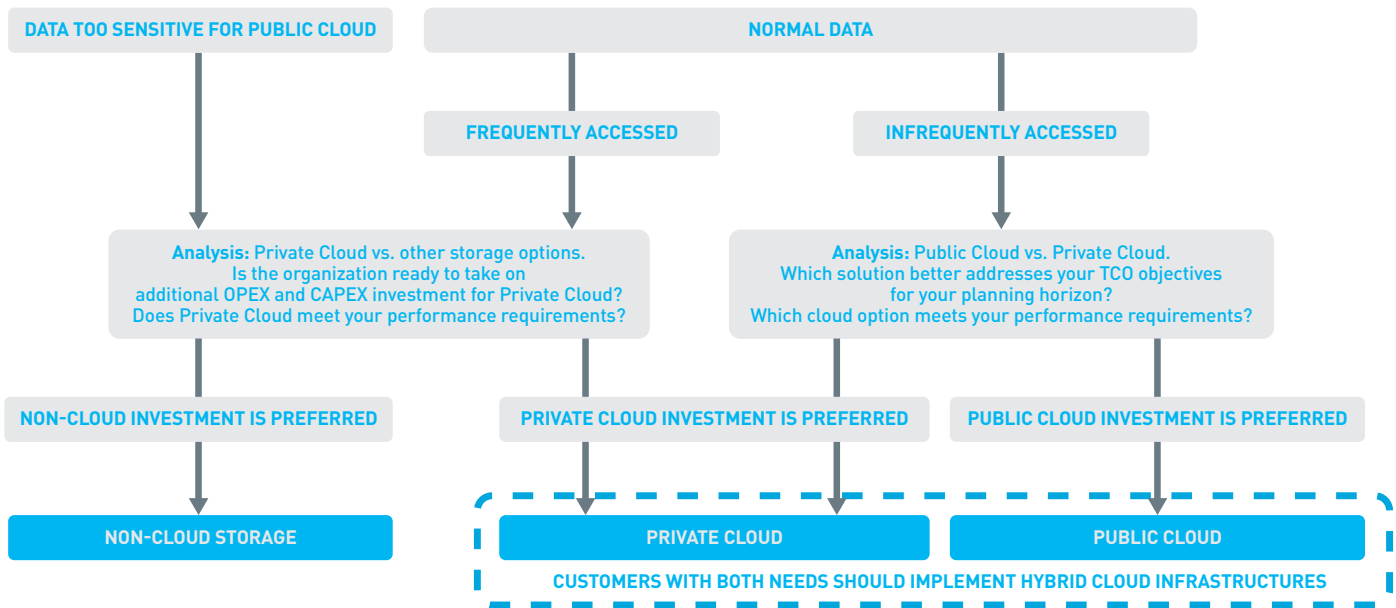 DATA TOO SENSITIVE FOR PUBLIC CLOUD
NORMAL DATA
FREQUENTLY ACCESSED
INFREQUENTLY ACCESSED
Analysis: Private Cloud vs. other storage options.
Is the organization ready to take on
additional OPEX and CAPEX investment for Private Cloud?
Does Private Cloud meet your performance requirements?
Analysis: Public Cloud vs. Private Cloud.
Which solution better addresses your TCO objectives
for your planning horizon?
Which cloud option meets your performance requirements?
NON-CLOUD INVESTMENT IS PREFERRED
PRIVATE CLOUD INVESTMENT IS PREFERRED
PUBLIC CLOUD INVESTMENT IS PREFERRED
NON-CLOUD STORAGE
PRIVATE CLOUD
PUBLIC CLOUD
CUSTOMERS WITH BOTH NEEDS SHOULD IMPLEMENT HYBRID CLOUD INFRASTRUCTURES